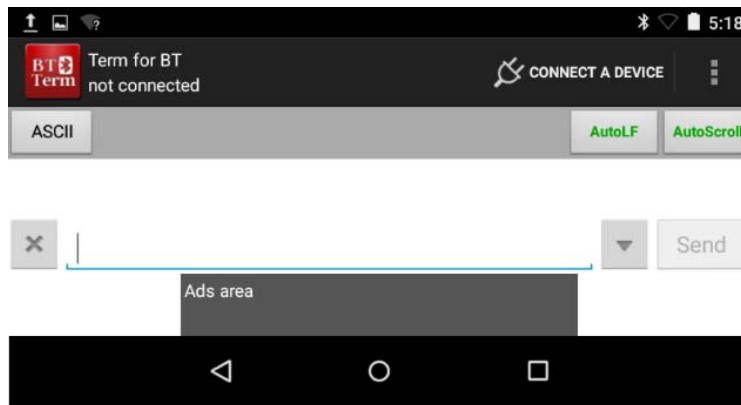 5:18
BT
Term
Term for BT
not connected
CONNECT A DEVICE
ASCII
AutoLF
AutoScroll
Send
Ads area